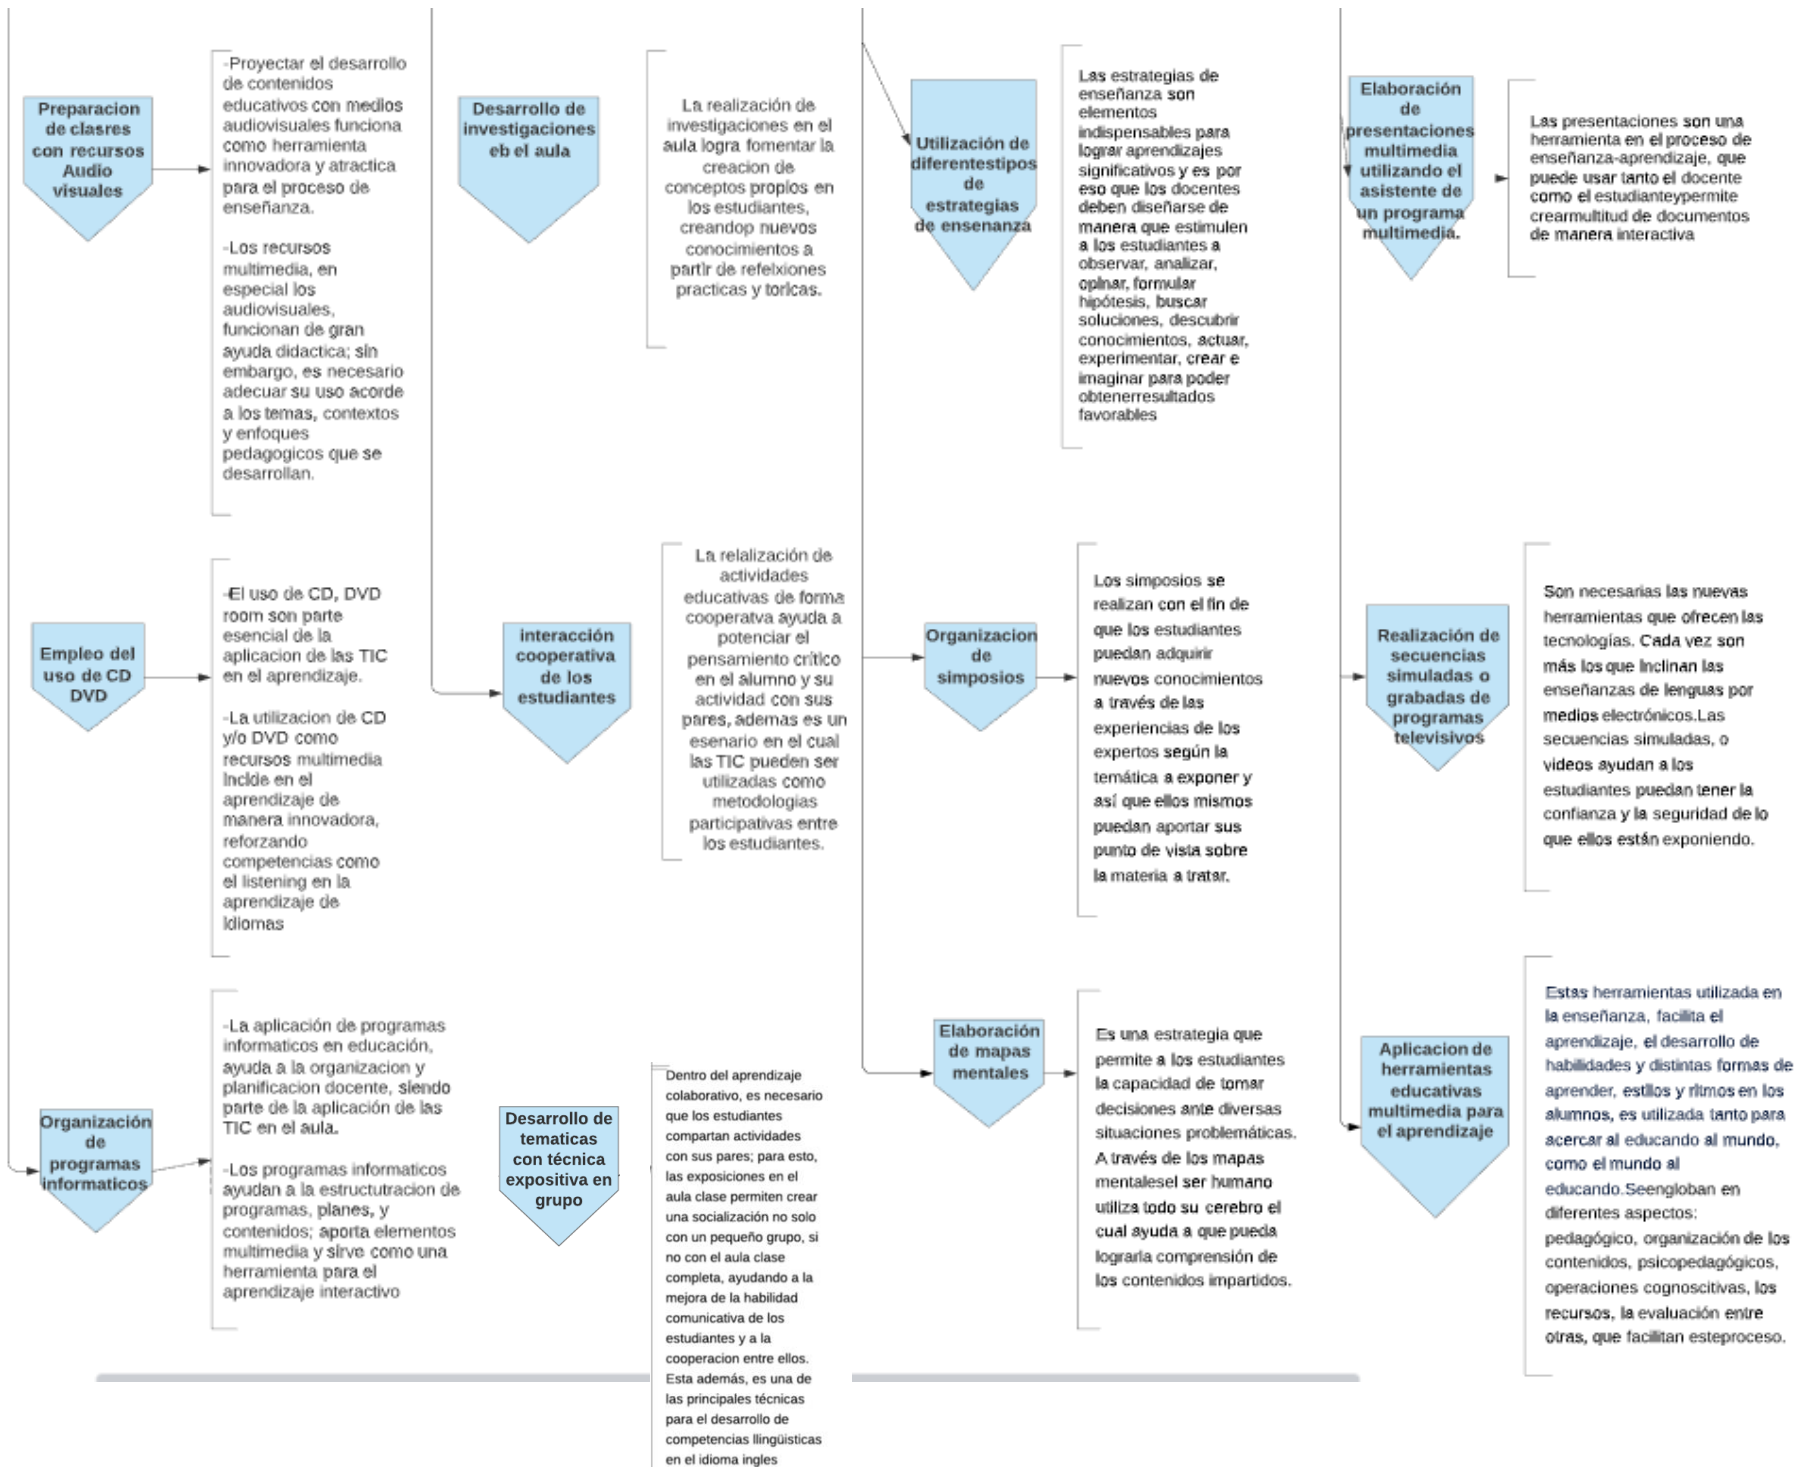 Preparacion
de clasres
con recursos
Audio
visuales
-Proyectar el desarrollo
de contenidos
educativos con medios
audiovisuales funciona
como herramienta
innovadora y atractica
para el proceso de
enseñanza.
-Los recursos
multimedia, en
especial los
audiovisuales,
funcionan de gran
ayuda didactica; sin
embargo, es necesario
adecuar su uso acorde
a los temas, contextos
y enfoques
pedagogicos que se
desarrollan.
Empleo del
uso de CD
DVD
-El uso de CD, DVD
room son parte
esencial de la
aplicacion de las TIC
en el aprendizaje.
-La utilizacion de CD
y/o DVD como
recursos multimedia
Incide en el
aprendizaje de
manera innovadora,
reforzando
competencias como
el listening en la
aprendizaje de
Idiomas
Organización
de
programas
informaticos
-La aplicación de programas
informaticos en educación,
ayuda a la organizacion y
planificacion docente, siendo
parte de la aplicación de las
TIC en el aula.
-Los programas informaticos
ayudan a la estructutracion de
programas, planes, y
contenidos; aporta elementos
multimedia y sirve como una
herramienta para el
aprendizaje interactivo
Desarrollo de
investigaciones
eb el aula
La realización de
investigaciones en el
aula logra fomentar la
creacion de
conceptos propios en
los estudiantes,
creandop nuevos
conocimientos a
partir de refelxiones
practicas y toricas.
interacción
cooperativa
de los
estudiantes
La relalización de
actividades
educativas de forma
cooperatva ayuda a
potenciar el
pensamiento crítico
en el álumno y su
actividad con sus
pares, ademas es un
esenario en el cual
las TIC pueden ser
utilizadas como
metodologias
participativas entre
los estudiantes.
Desarrollo de
tematicas
con técnica
expositiva en
grupo
Dentro del aprendizaje
colaborativo, es necesario
que los estudiantes
compartan actividades
con sus pares; para esto,
las exposiciones en el
aula clase permiten crear
una socialización no solo
con un pequeño grupo, si
no con el aula clase
completa, ayudando a la
mejora de la habilidad
comunicativa de los
estudiantes y a la
cooperacion entre ellos.
Esta además, es una de
las principales técnicas
para el desarrollo de
competencias llingüisticas
en el idioma ingles
Utilización de
diferentestipos
de
estrategias
de ensenanza
Las estrategias de
enseñanza son
elementos
indispensables para
lograr aprendizajes
significativos y es por
eso que los docentes
deben diseñarse de
manera que estimulen
a los estudiantes a
observar, analizar,
opinar, formular
hipótesis, buscar
soluciones, descubrir
conocimientos, actuar,
experimentar, crear e
imaginar para poder
obtenerresultados
favorables
Organizacion
de
simposios
Los simposios se
realizan con el fin de
que los estudiantes
puedan adquirir
nuevos conocimientos
a través de las
experiencias de los
expertos según la
temática a exponer y
así que ellos mismos
puedan aportar sus
punto de vista sobre
la materia a tratar.
Elaboración
de mapas
mentales
Es una estrategia que
permite a los estudiantes
la capacidad de tomar
decisiones ante diversas
situaciones problemáticas.
A través de los mapas
mentalesel ser humano
utiliza todo su cerebro el
cual ayuda a que pueda
lograrla comprensión de
los contenidos impartidos.
Elaboración
de
presentaciones
multimedia
utilizando el
asistente de
un programa
multimedia.
Las presentaciones son una
herramienta en el proceso de
enseñanza-aprendizaje, que
puede usar tanto el docente
como el estudianteypermite
crearmultitud de documentos
de manera interactiva
Realización de
secuencias
simuladas o
grabadas de
programas
televisivos
Son necesarias las nuevas
herramientas que ofrecen las
tecnologías. Cada vez son
más los que Inclinan las
enseñanzas de lenguas por
medios electrónicos.Las
secuencias simuladas, o
videos ayudan a los
estudiantes puedan tener la
confianza y la seguridad de lo
que ellos están exponiendo.
Aplicacion de
herramientas
educativas
multimedia para
el aprendizaje
Estas herramientas utilizada en
la enseñanza, facilita el
aprendizaje, el desarrollo de
habilidades y distintas formas de
aprender, estilos y ritmos en los
alumnos, es utilizada tanto para
acercar al educando al mundo,
como el mundo al
educando.Seengloban en
diferentes aspectos:
pedagógico, organización de los
contenidos, psicopedagógicos,
operaciones cognoscitivas, los
recursos, la evaluación entre
otras, que facilitan esteproceso.